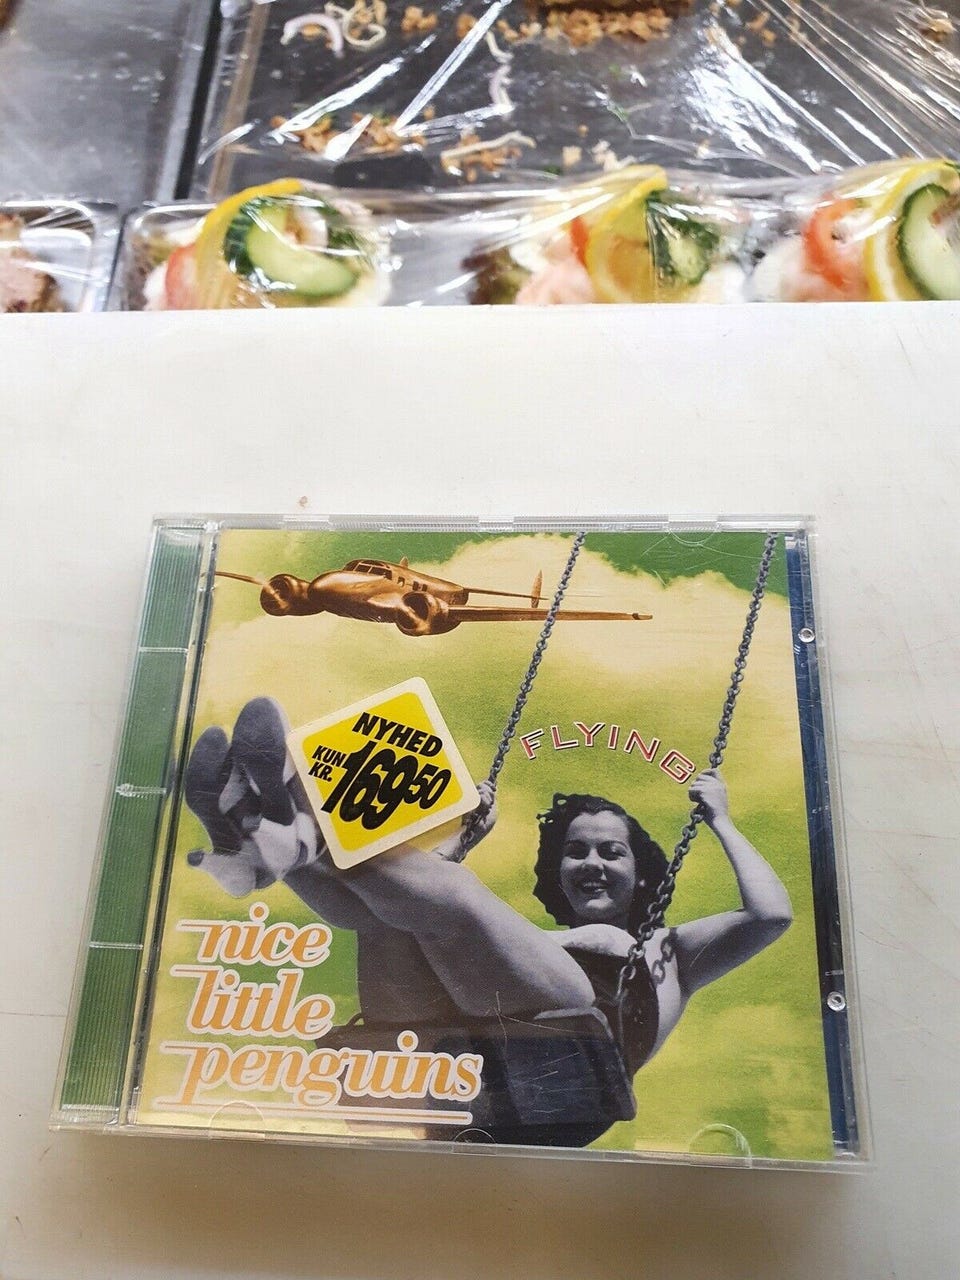 NYHED
KUN
KR. 169.50
FLYING
nice
little
penguins